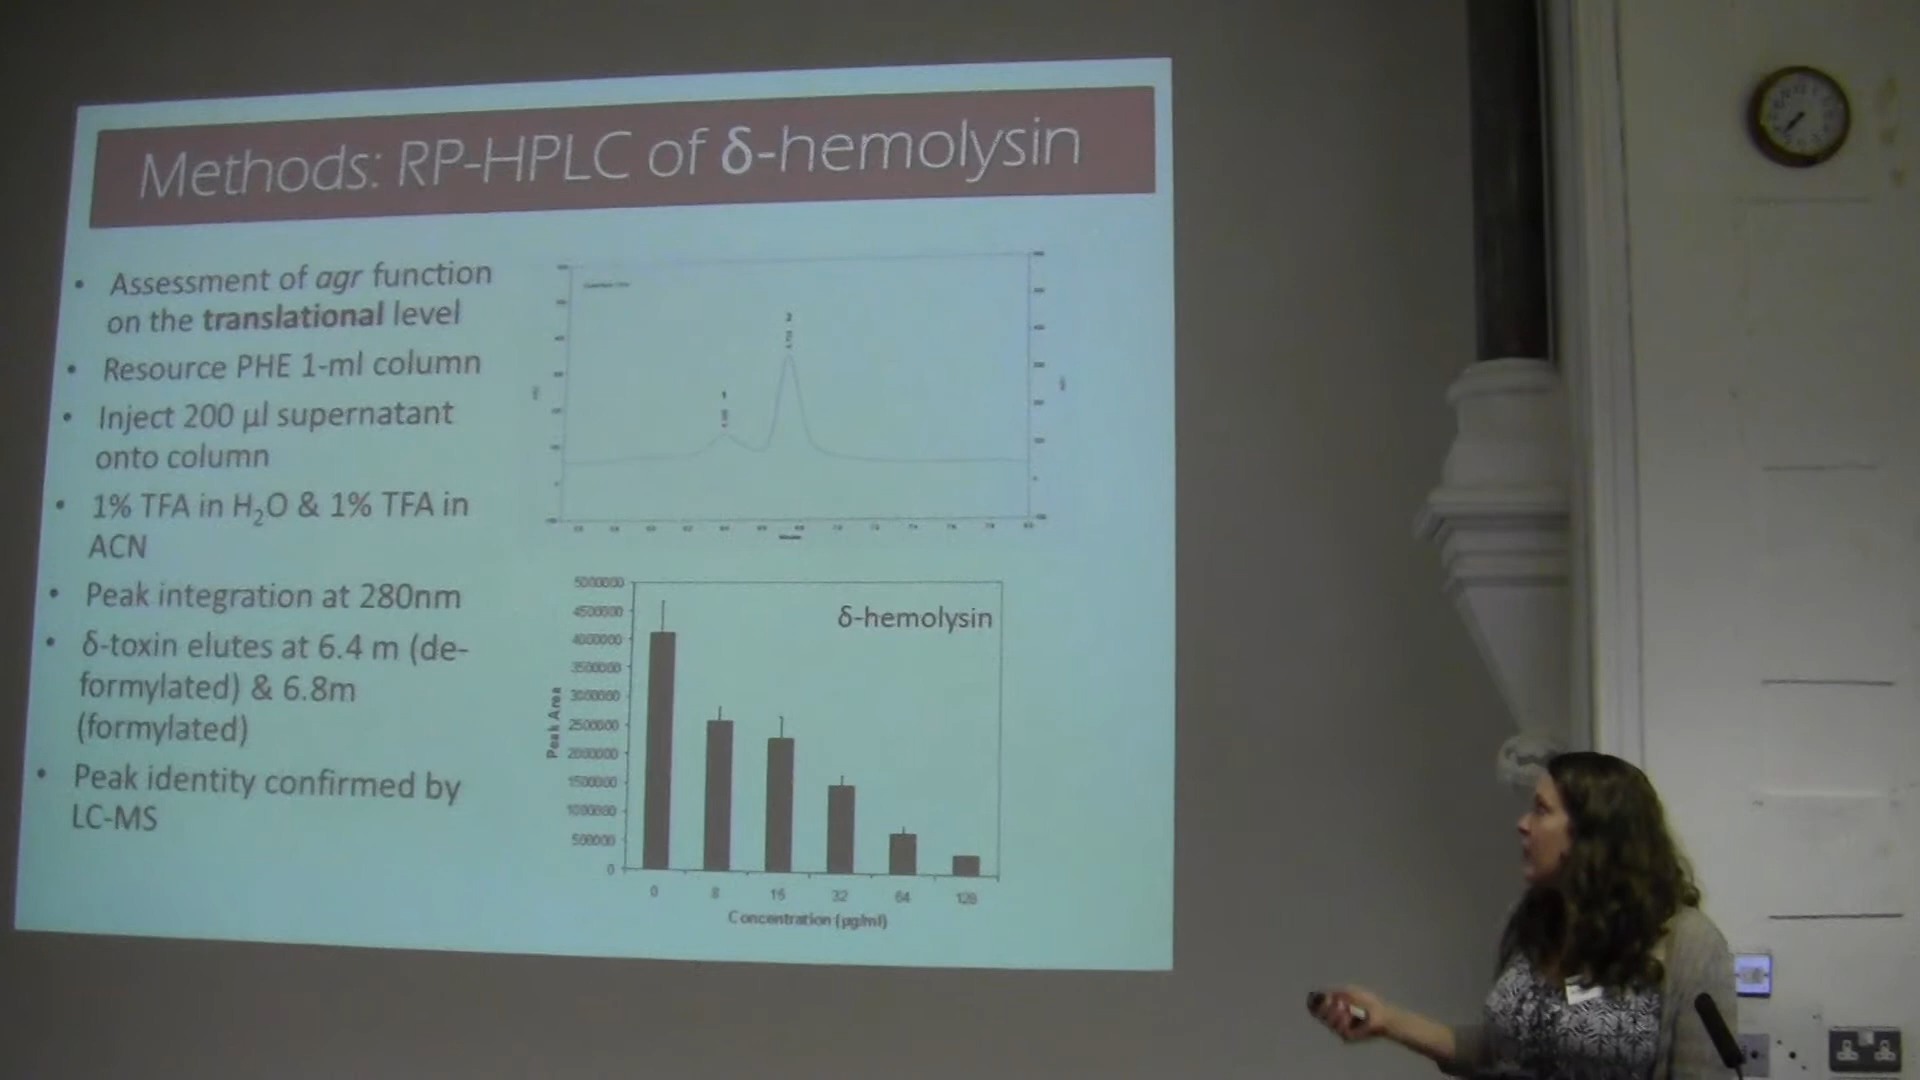 Methods: RP-HPLC of δ-hemolysin
• Assessment of agr function
on the translational level
• Resource PHE 1-ml column
• Inject 200 µl supernatant
onto column
• 1% TFA in H₂O & 1% TFA in
ACN
• Peak integration at 280nm
• δ-toxin elutes at 6.4 m (de-
formylated) & 6.8m
(formylated)
• Peak identity confirmed by
LC-MS
1
2
δ-hemolysin
Peak Area
5000000
4500000
4000000
3500000
3000000
2500000
2000000
1500000
1000000
500000
0
0 8 16 32 64 128
Concentration (µg/ml)